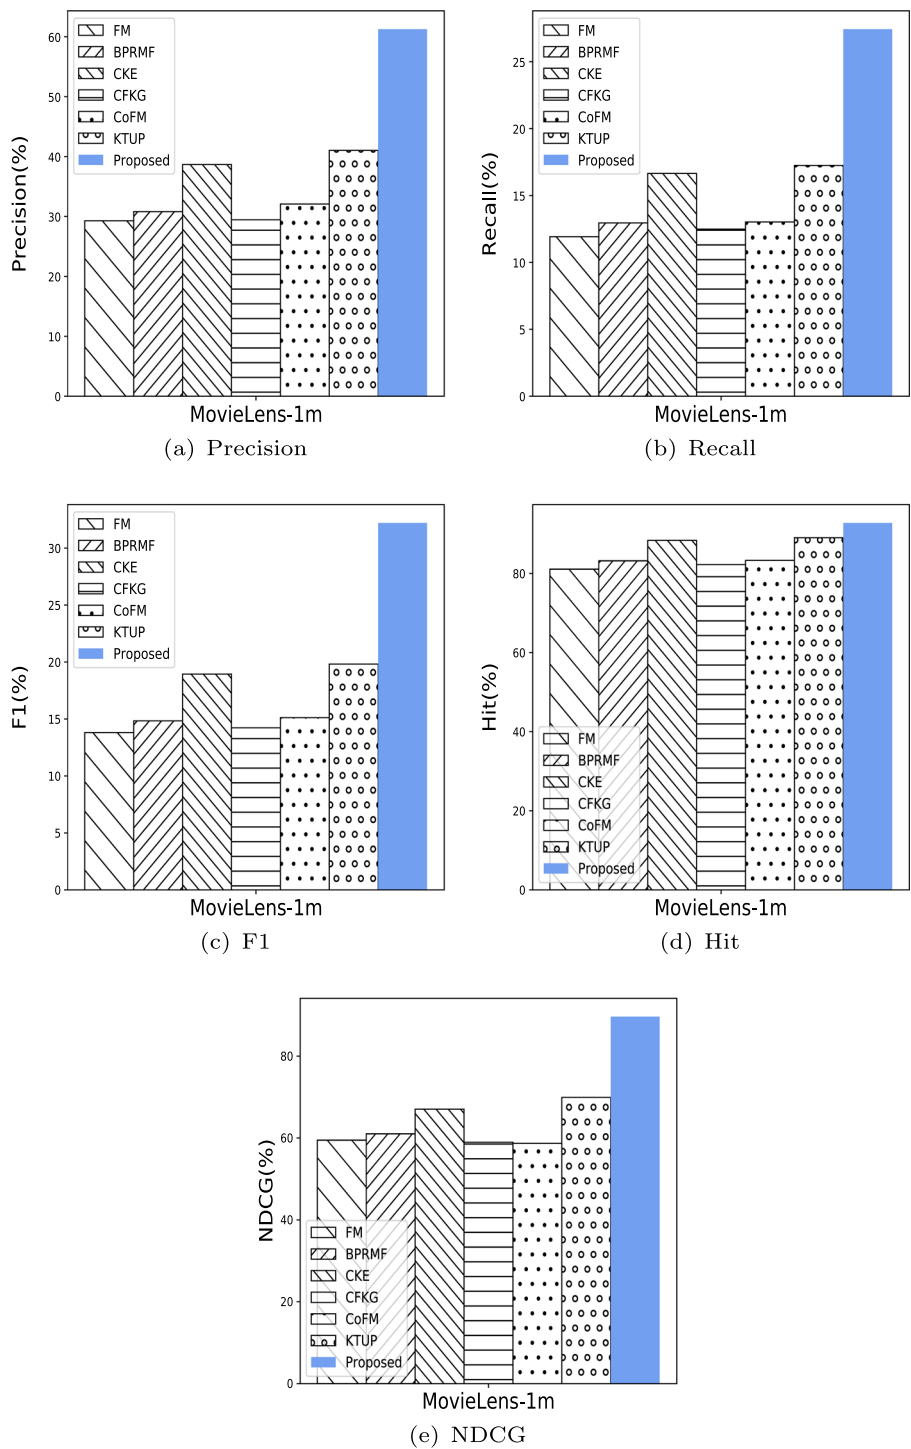 FM
BPRMF
CKE
CFKG
CoFM
KTUP
Proposed
60
50
40
30
20
10
0
Precision(%)
MovieLens-1m
(a) Precision
FM
BPRMF
CKE
CFKG
CoFM
KTUP
Proposed
25
20
15
10
5
0
Recall(%)
MovieLens-1m
(b) Recall
FM
BPRMF
CKE
CFKG
CoFM
KTUP
Proposed
30
25
20
15
10
5
0
F1(%)
MovieLens-1m
(c) F1
80
60
40
20
0
Hit(%)
FM
BPRMF
CKE
CFKG
CoFM
KTUP
Proposed
MovieLens-1m
(d) Hit
80
60
40
20
0
NDCG(%)
FM
BPRMF
CKE
CFKG
CoFM
KTUP
Proposed
MovieLens-1m
(e) NDCG